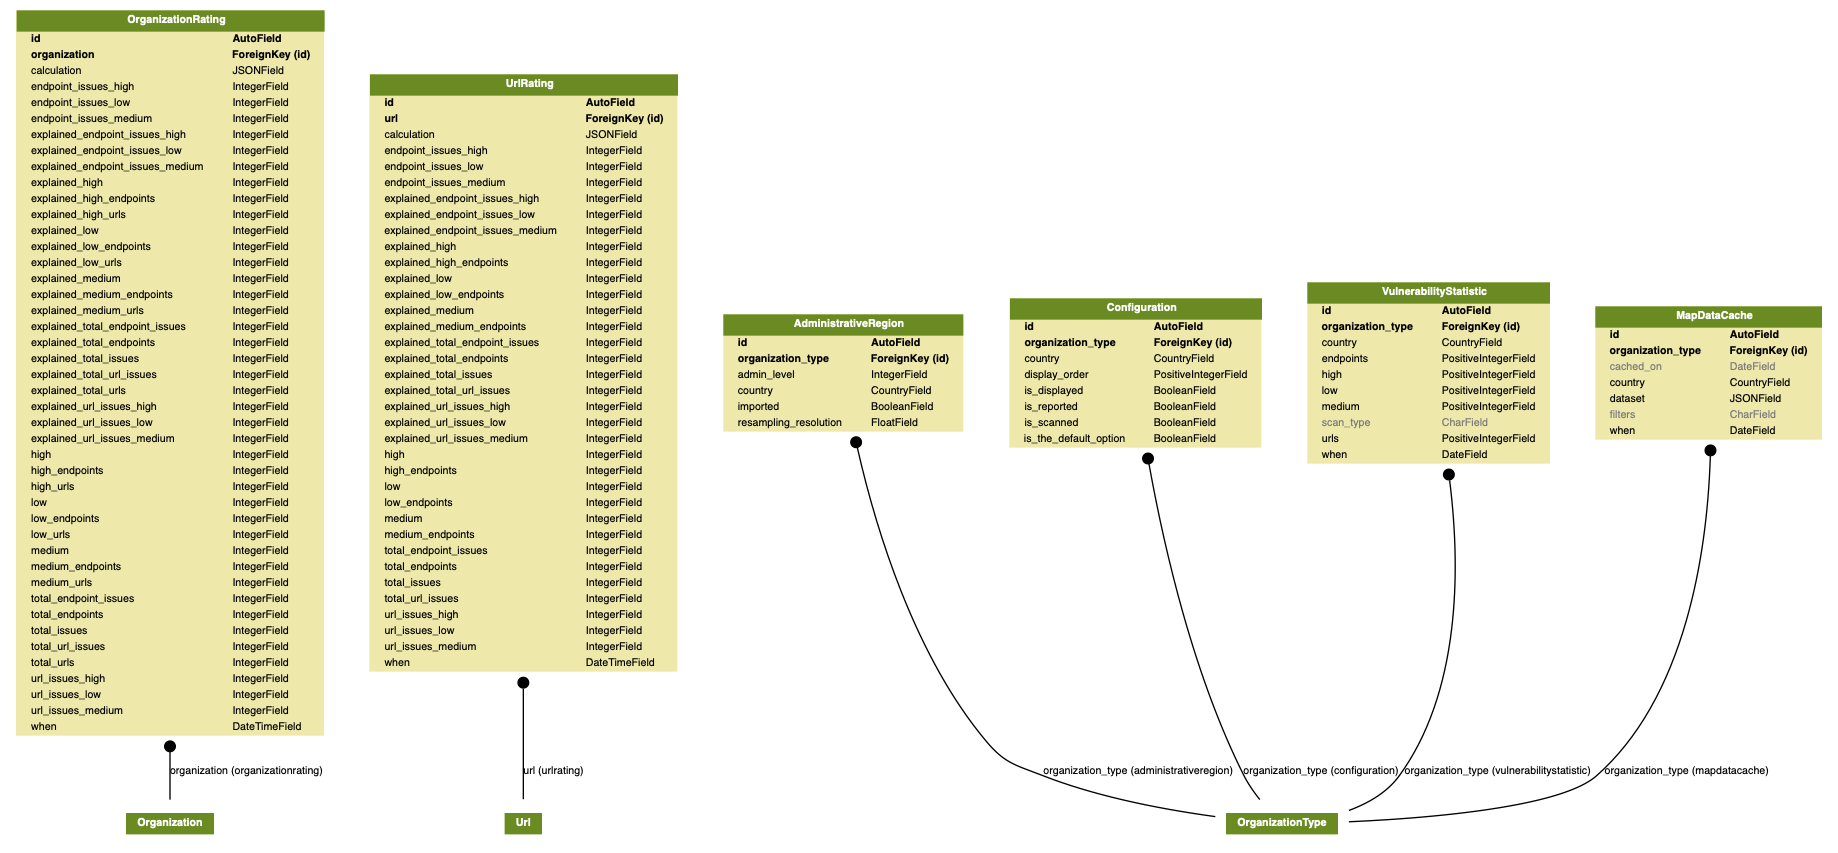 OrganizationRating
id AutoField
organization ForeignKey (id)
calculation JSONField
endpoint_issues_high IntegerField
endpoint_issues_low IntegerField
endpoint_issues_medium IntegerField
explained_endpoint_issues_high IntegerField
explained_endpoint_issues_low IntegerField
explained_endpoint_issues_medium IntegerField
explained_high IntegerField
explained_high_endpoints IntegerField
explained_high_urls IntegerField
explained_low IntegerField
explained_low_endpoints IntegerField
explained_low_urls IntegerField
explained_medium IntegerField
explained_medium_endpoints IntegerField
explained_medium_urls IntegerField
explained_total_endpoint_issues IntegerField
explained_total_endpoints IntegerField
explained_total_issues IntegerField
explained_total_url_issues IntegerField
explained_total_urls IntegerField
explained_url_issues_high IntegerField
explained_url_issues_low IntegerField
explained_url_issues_medium IntegerField
high IntegerField
high_endpoints IntegerField
high_urls IntegerField
low IntegerField
low_endpoints IntegerField
low_urls IntegerField
medium IntegerField
medium_endpoints IntegerField
medium_urls IntegerField
total_endpoint_issues IntegerField
total_endpoints IntegerField
total_issues IntegerField
total_url_issues IntegerField
total_urls IntegerField
url_issues_high IntegerField
url_issues_low IntegerField
url_issues_medium IntegerField
when DateTimeField
organization (organizationrating)
Organization
UrlRating
id AutoField
url ForeignKey (id)
calculation JSONField
endpoint_issues_high IntegerField
endpoint_issues_low IntegerField
endpoint_issues_medium IntegerField
explained_endpoint_issues_high IntegerField
explained_endpoint_issues_low IntegerField
explained_endpoint_issues_medium IntegerField
explained_high IntegerField
explained_high_endpoints IntegerField
explained_low IntegerField
explained_low_endpoints IntegerField
explained_medium IntegerField
explained_medium_endpoints IntegerField
explained_total_endpoint_issues IntegerField
explained_total_endpoints IntegerField
explained_total_issues IntegerField
explained_total_url_issues IntegerField
explained_url_issues_high IntegerField
explained_url_issues_low IntegerField
explained_url_issues_medium IntegerField
high IntegerField
high_endpoints IntegerField
low IntegerField
low_endpoints IntegerField
medium IntegerField
medium_endpoints IntegerField
total_endpoint_issues IntegerField
total_endpoints IntegerField
total_issues IntegerField
total_url_issues IntegerField
url_issues_high IntegerField
url_issues_low IntegerField
url_issues_medium IntegerField
when DateTimeField
url (urlrating)
Url
AdministrativeRegion
id AutoField
organization_type ForeignKey (id)
admin_level IntegerField
country CountryField
imported BooleanField
resampling_resolution FloatField
Configuration
id AutoField
organization_type ForeignKey (id)
country CountryField
display_order PositiveIntegerField
is_displayed BooleanField
is_reported BooleanField
is_scanned BooleanField
is_the_default_option BooleanField
VulnerabilityStatistic
id AutoField
organization_type ForeignKey (id)
country CountryField
endpoints PositiveIntegerField
high PositiveIntegerField
low PositiveIntegerField
medium PositiveIntegerField
scan_type CharField
urls PositiveIntegerField
when DateField
MapDataCache
id AutoField
organization_type ForeignKey (id)
cached_on DateField
country CountryField
dataset JSONField
filters CharField
when DateField
organization_type (administrativeregion)
organization_type (configuration)
organization_type (vulnerabilitystatistic)
organization_type (mapdatacache)
OrganizationType